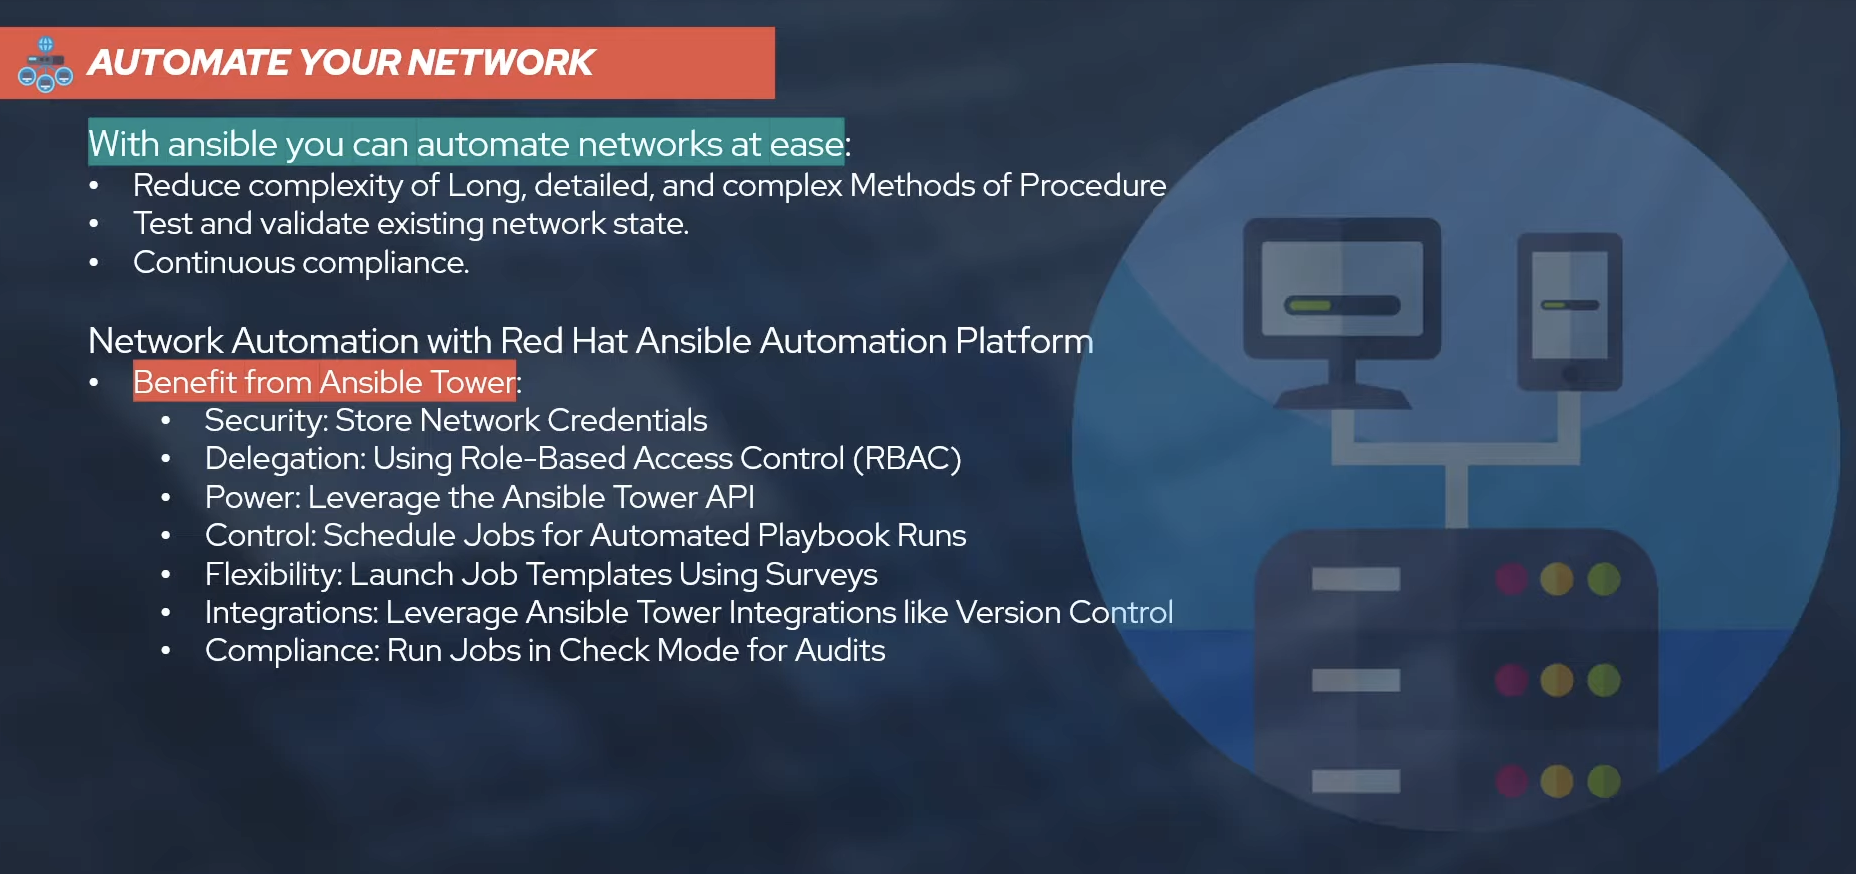 AUTOMATE YOUR NETWORK
With ansible you can automate networks at ease:
• Reduce complexity of Long, detailed, and complex Methods of Procedure
• Test and validate existing network state.
• Continuous compliance.
Network Automation with Red Hat Ansible Automation Platform
• Benefit from Ansible Tower:
• Security: Store Network Credentials
• Delegation: Using Role-Based Access Control (RBAC)
• Power: Leverage the Ansible Tower API
• Control: Schedule Jobs for Automated Playbook Runs
• Flexibility: Launch Job Templates Using Surveys
• Integrations: Leverage Ansible Tower Integrations like Version Control
• Compliance: Run Jobs in Check Mode for Audits